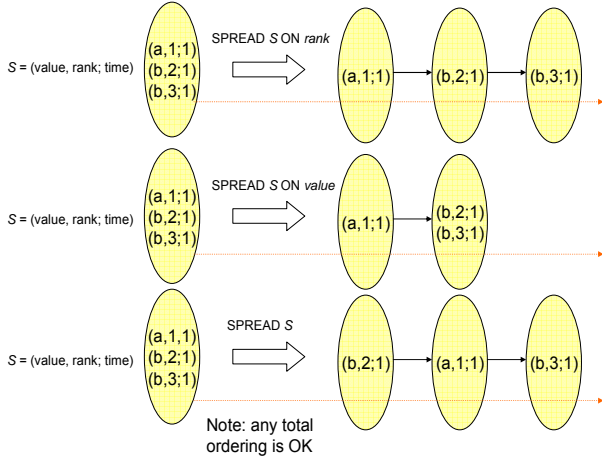 SPREAD S ON rank
(a,1;1)
(b,2;1)
(b,3;1)
S = (value, rank; time)
(a,1;1)
(b,2;1)
(b,3;1)
SPREAD S ON value
(a,1;1)
(b,2;1)
(b,3;1)
S = (value, rank; time)
(a,1;1)
(b,2;1)
(b,3;1)
SPREAD S
(a,1,1)
(b,2;1)
(b,3;1)
S = (value, rank; time)
(b,2;1)
(a,1;1)
(b,3;1)
Note: any total
ordering is OK